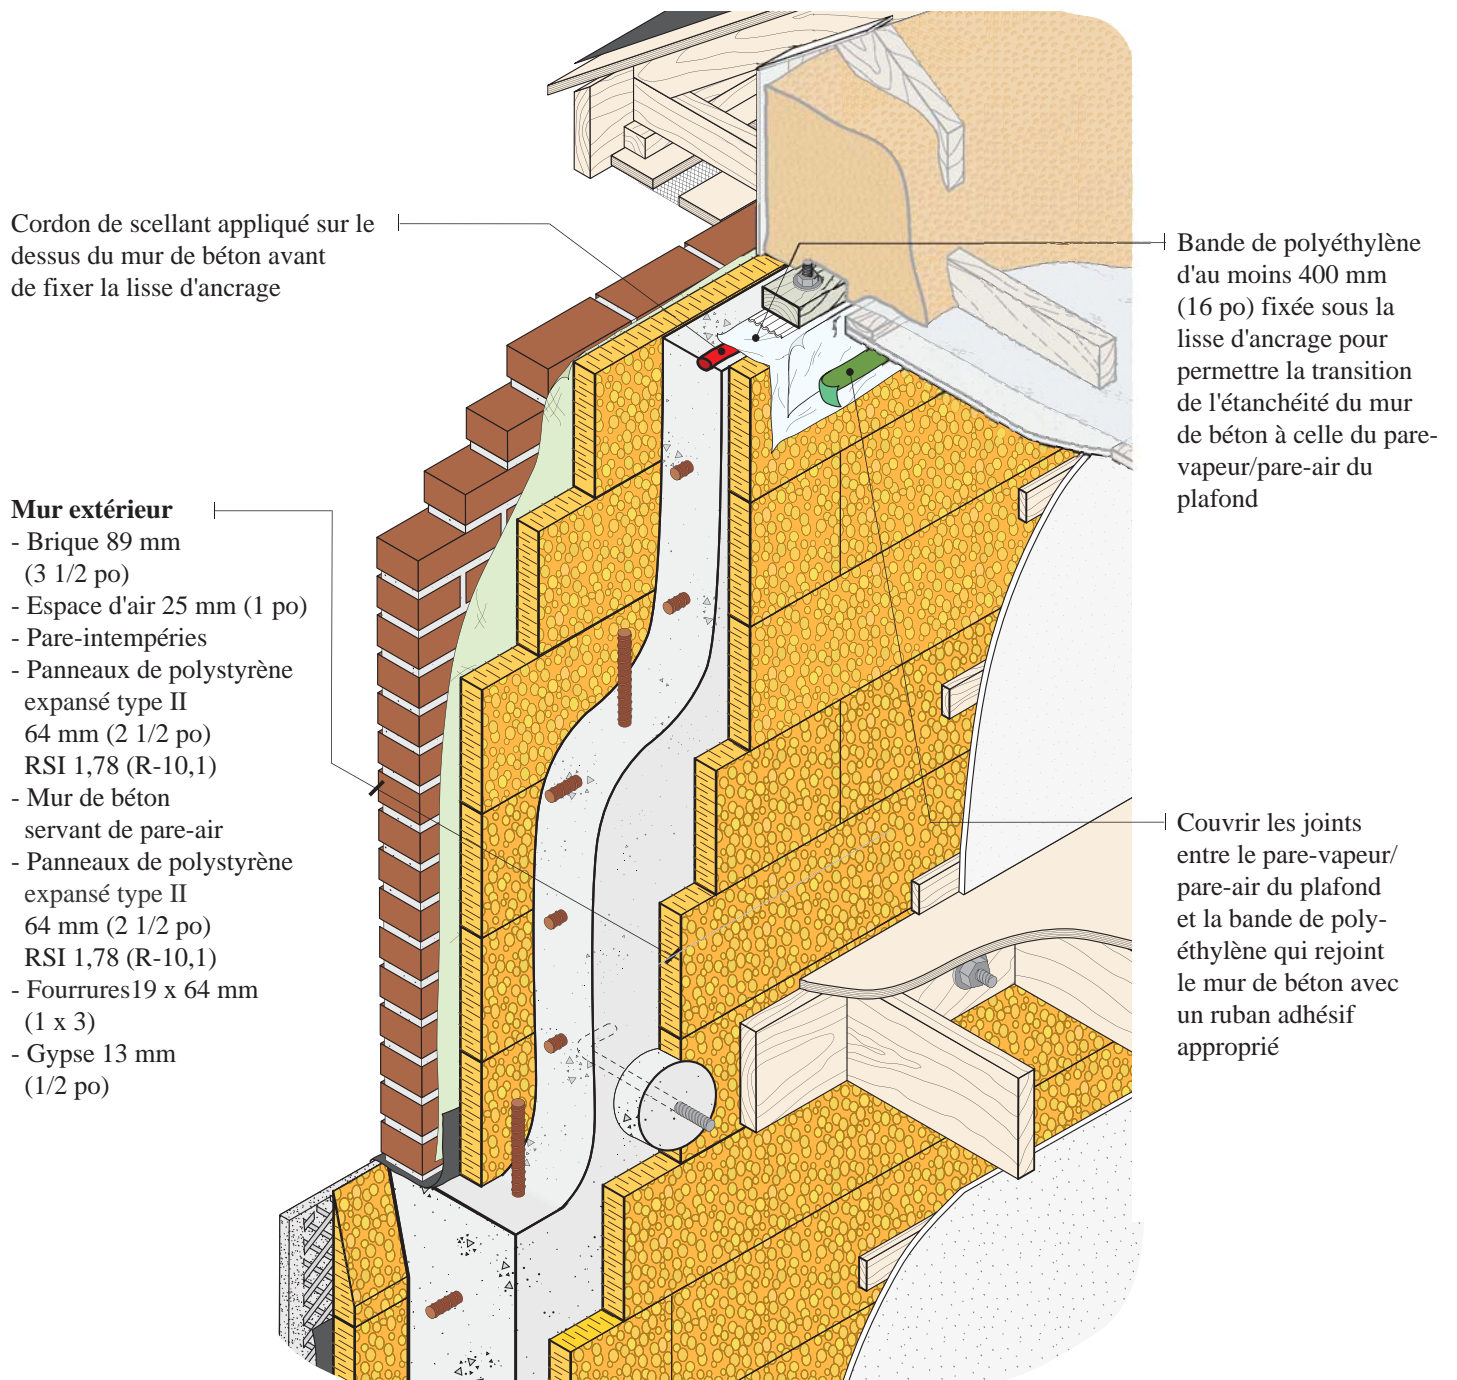 Cordon de scellant appliqué sur le
dessus du mur de béton avant
de fixer la lisse d'ancrage
Mur extérieur
- Brique 89 mm
(3 1/2 po)
- Espace d'air 25 mm (1 po)
- Pare-intempéries
- Panneaux de polystyrène
expansé type II
64 mm (2 1/2 po)
RSI 1,78 (R-10,1)
- Mur de béton
servant de pare-air
- Panneaux de polystyrène
expansé type II
64 mm (2 1/2 po)
RSI 1,78 (R-10,1)
- Fourrures19 x 64 mm
(1 x 3)
- Gypse 13 mm
(1/2 po)
Bande de polyéthylène
d'au moins 400 mm
(16 po) fixée sous la
lisse d'ancrage pour
permettre la transition
de l'étanchéité du mur
de béton à celle du pare-
vapeur/pare-air du
plafond
Couvrir les joints
entre le pare-vapeur/
pare-air du plafond
et la bande de poly-
éthylène qui rejoint
le mur de béton avec
un ruban adhésif
approprié